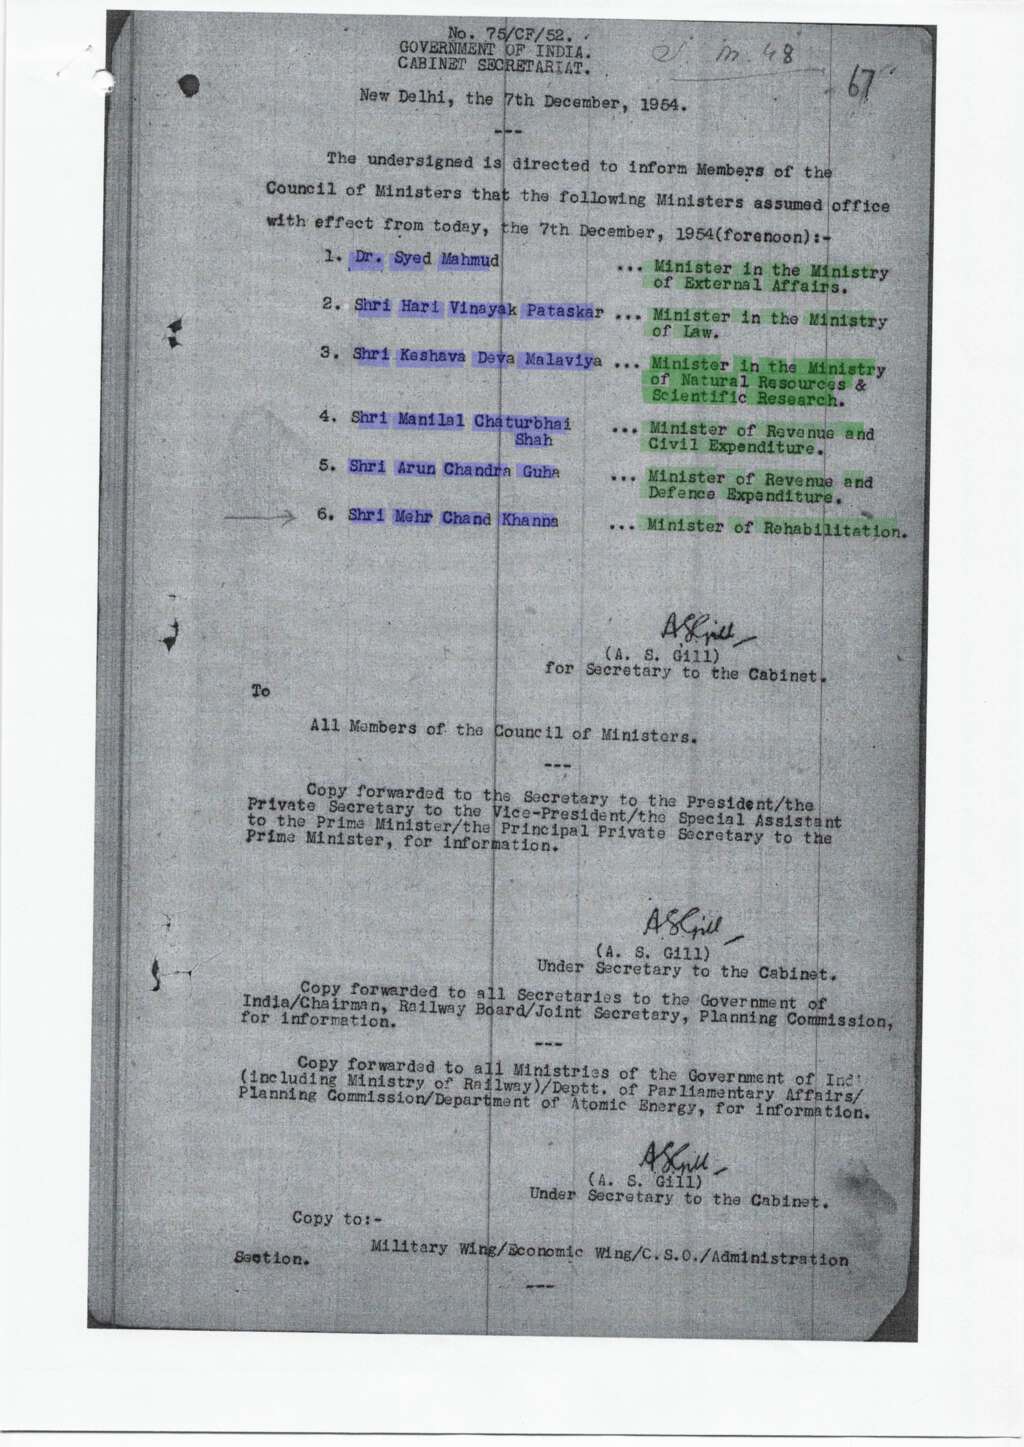 No. 75/CF/52.
GOVERNMENT OF INDIA.
CABINET SECRETARIAT.
67
New Delhi, the 7th December, 1954.
---
The undersigned is directed to inform Members of the
Council of Ministers that the following Ministers assumed office
with effect from today, the 7th December, 1954(forenoon):-
1. Dr. Syed Mahmud ... Minister in the Ministry
of External Affairs.
2. Shri Hari Vinayak Pataskar ... Minister in the Ministry
of Law.
3. Shri Keshava Deva Malaviya ... Minister in the Ministry
of Natural Resources &
Scientific Research.
4. Shri Manilal Chaturbhai ... Minister of Revenue and
Shah Civil Expenditure.
5. Shri Arun Chandra Guha ... Minister of Revenue and
Defence Expenditure.
6. Shri Mehr Chand Khanna ... Minister of Rehabilitation.
ASGill
(A. S. Gill)
for Secretary to the Cabinet.
To
All Members of the Council of Ministers.
---
Copy forwarded to the Secretary to the President/the
Private Secretary to the Vice-President/the Special Assistant
to the Prime Minister/the Principal Private Secretary to the
Prime Minister, for information.
ASGill
(A. S. Gill)
Under Secretary to the Cabinet.
Copy forwarded to all Secretaries to the Government of
India/Chairman, Railway Board/Joint Secretary, Planning Commission,
for information.
---
Copy forwarded to all Ministries of the Government of Ind
(including Ministry of Railway)/Deptt. of Parliamentary Affairs/
Planning Commission/Department of Atomic Energy, for information.
ASGill
(A. S. Gill)
Under Secretary to the Cabinet.
Copy to:-
Military Wing/Economic Wing/C.S.O./Administration
Section.
---